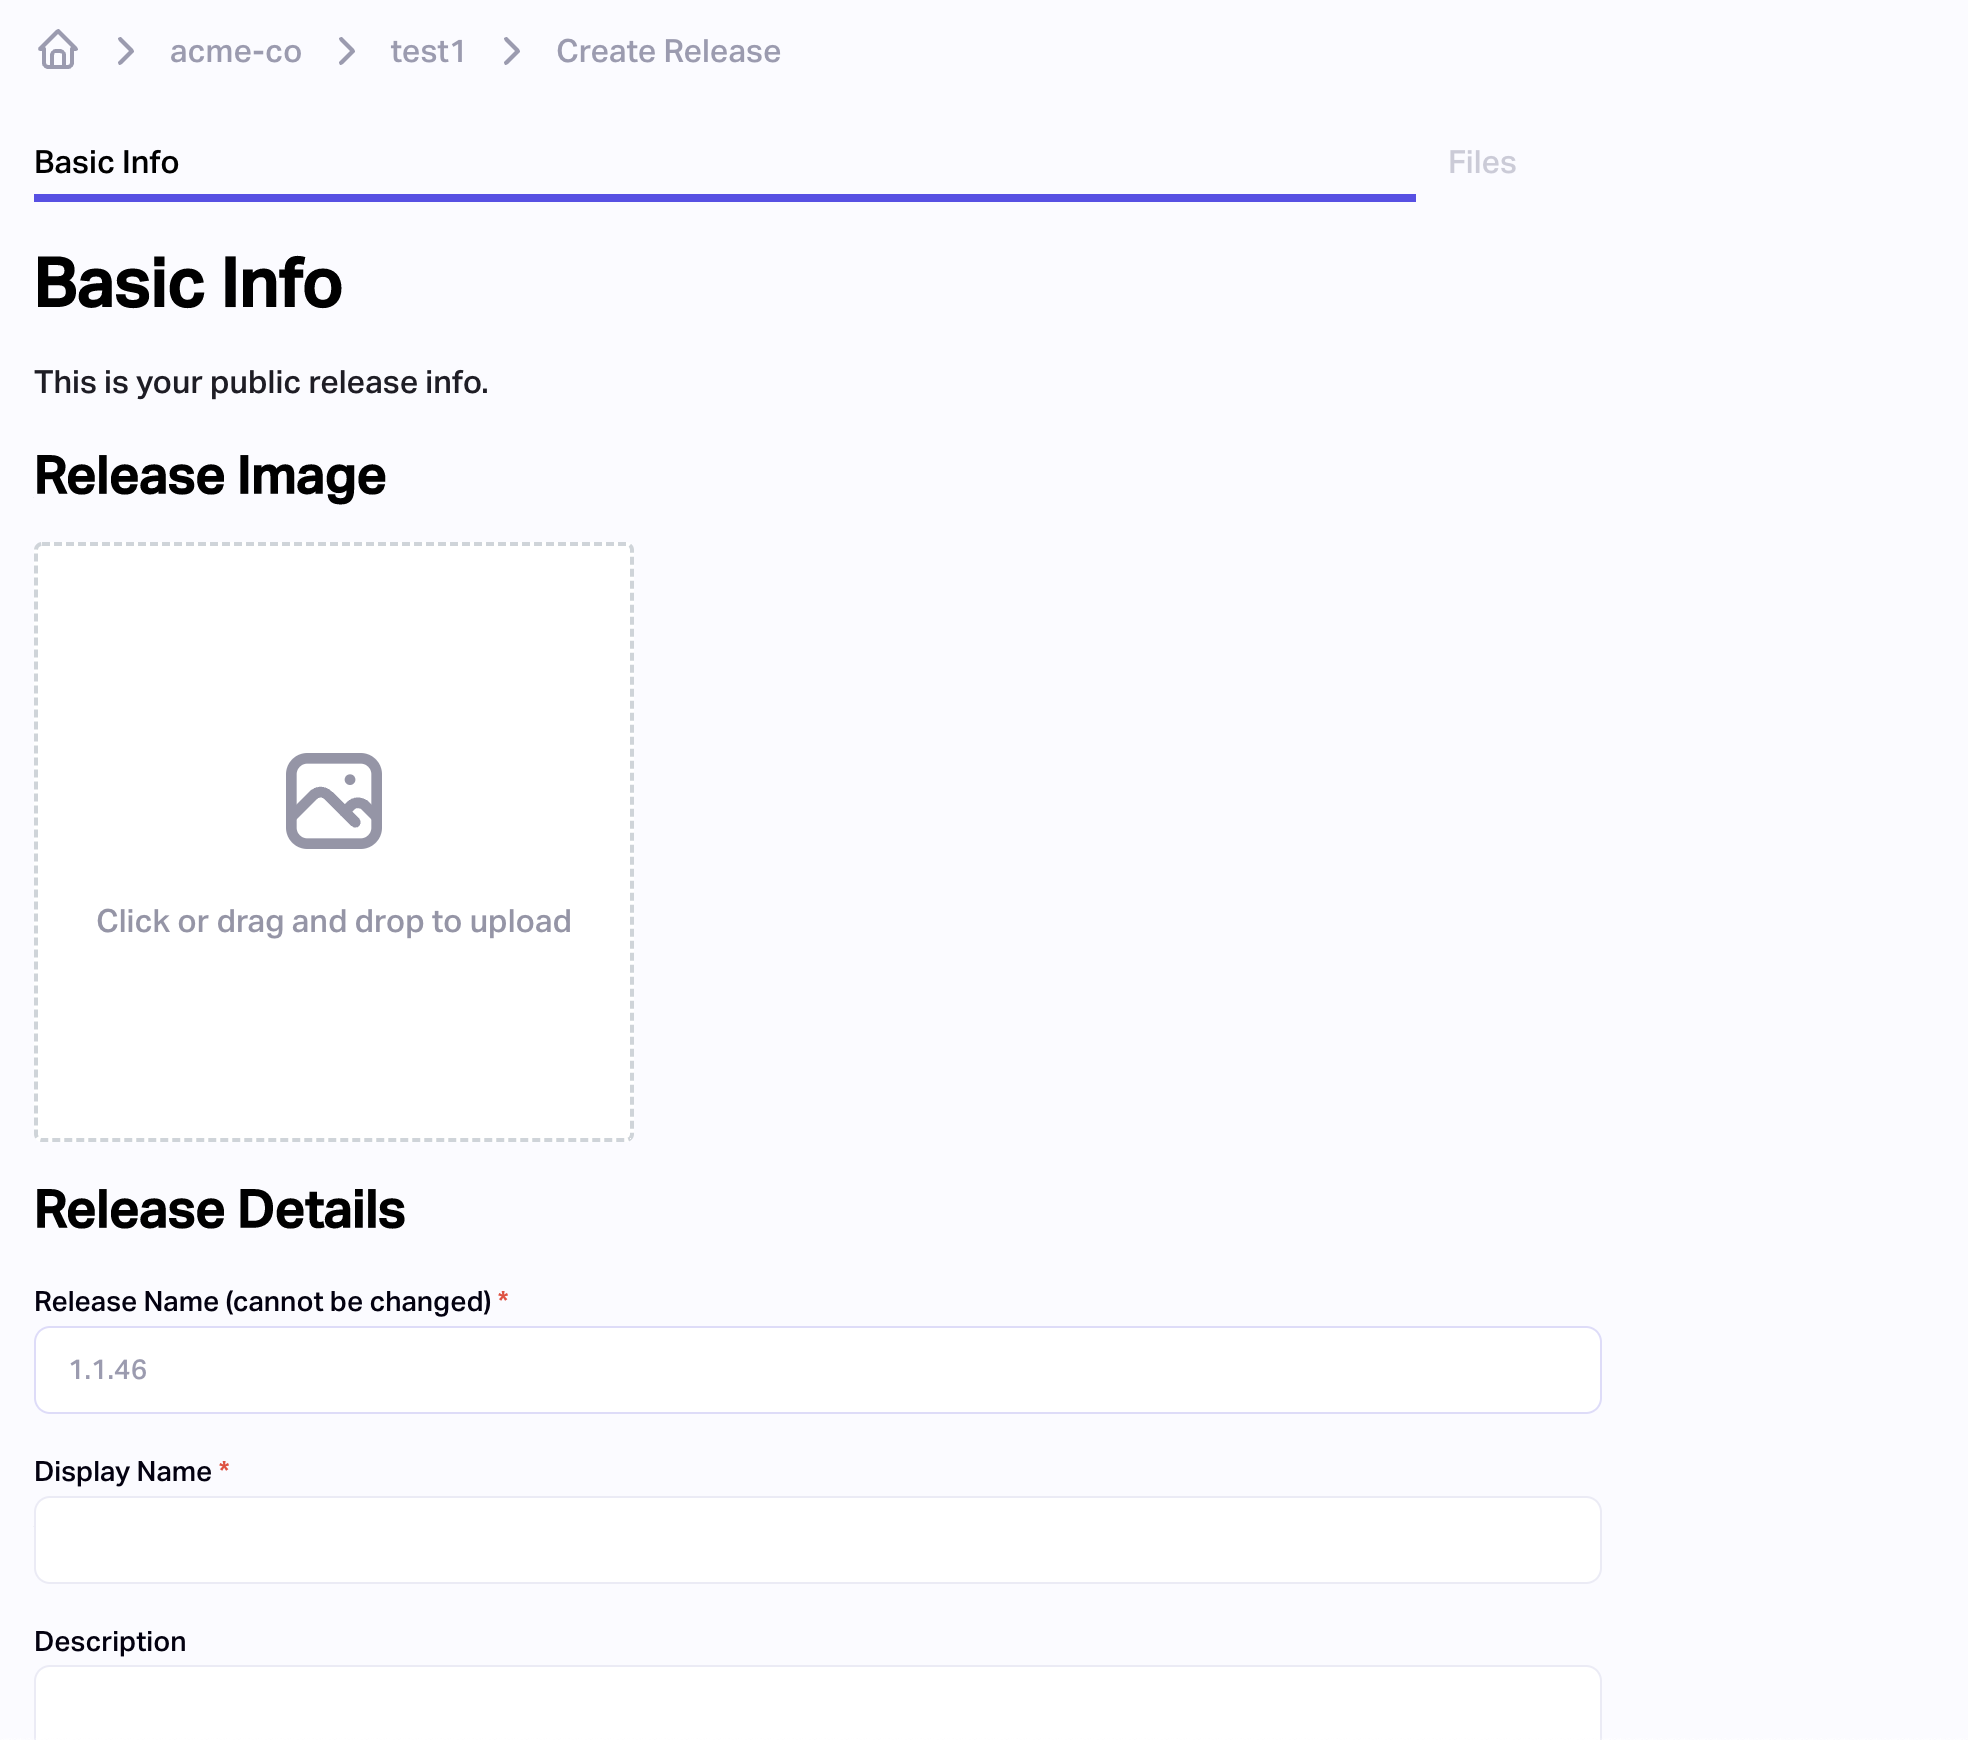 acme-co test1 Create Release
Basic Info Files
Basic Info
This is your public release info.
Release Image
Click or drag and drop to upload
Release Details
Release Name (cannot be changed) *
1.1.46
Display Name *
Description